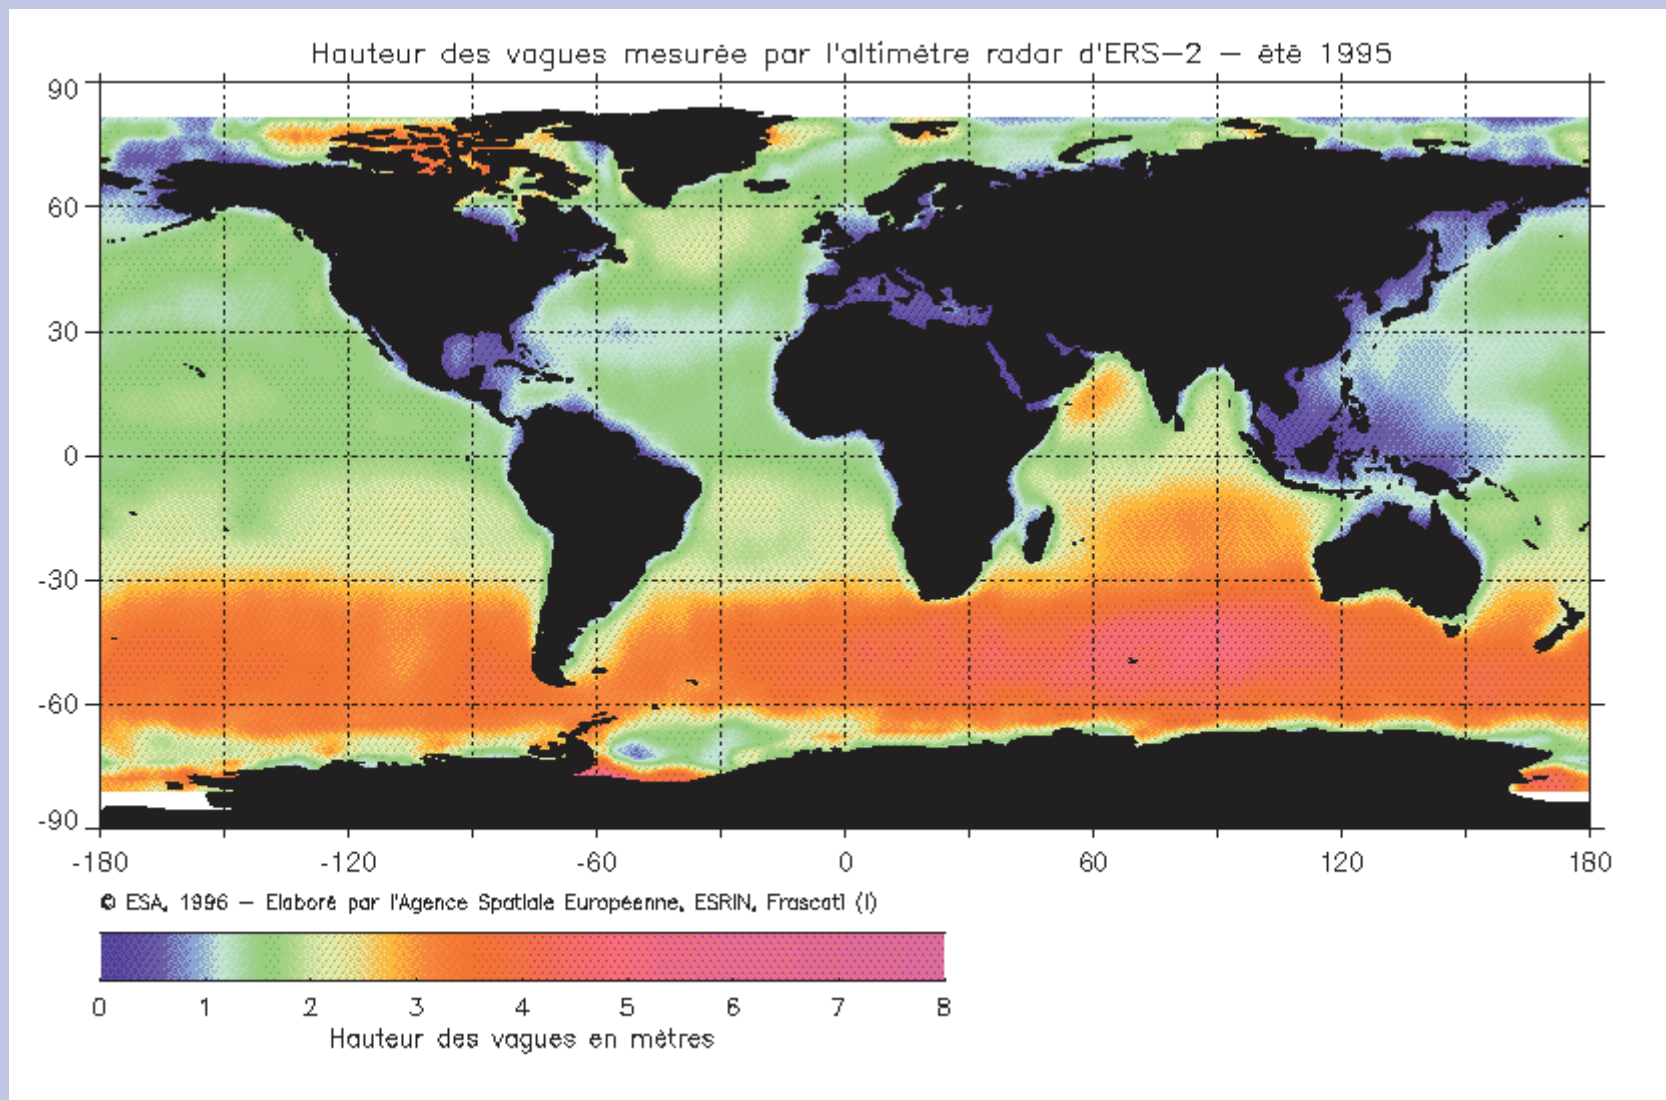 Hauteur des vagues mesurée par l'altimétre radar d'ERS-2 - été 1995
90
60
30
0
-30
-60
-90
-180 -120 -60 0 60 120 180
© ESA, 1996 - Elaboré par l'Agence Spatiale Européenne, ESRIN, Frascati (I)
0 1 2 3 4 5 6 7 8
Hauteur des vagues en métres